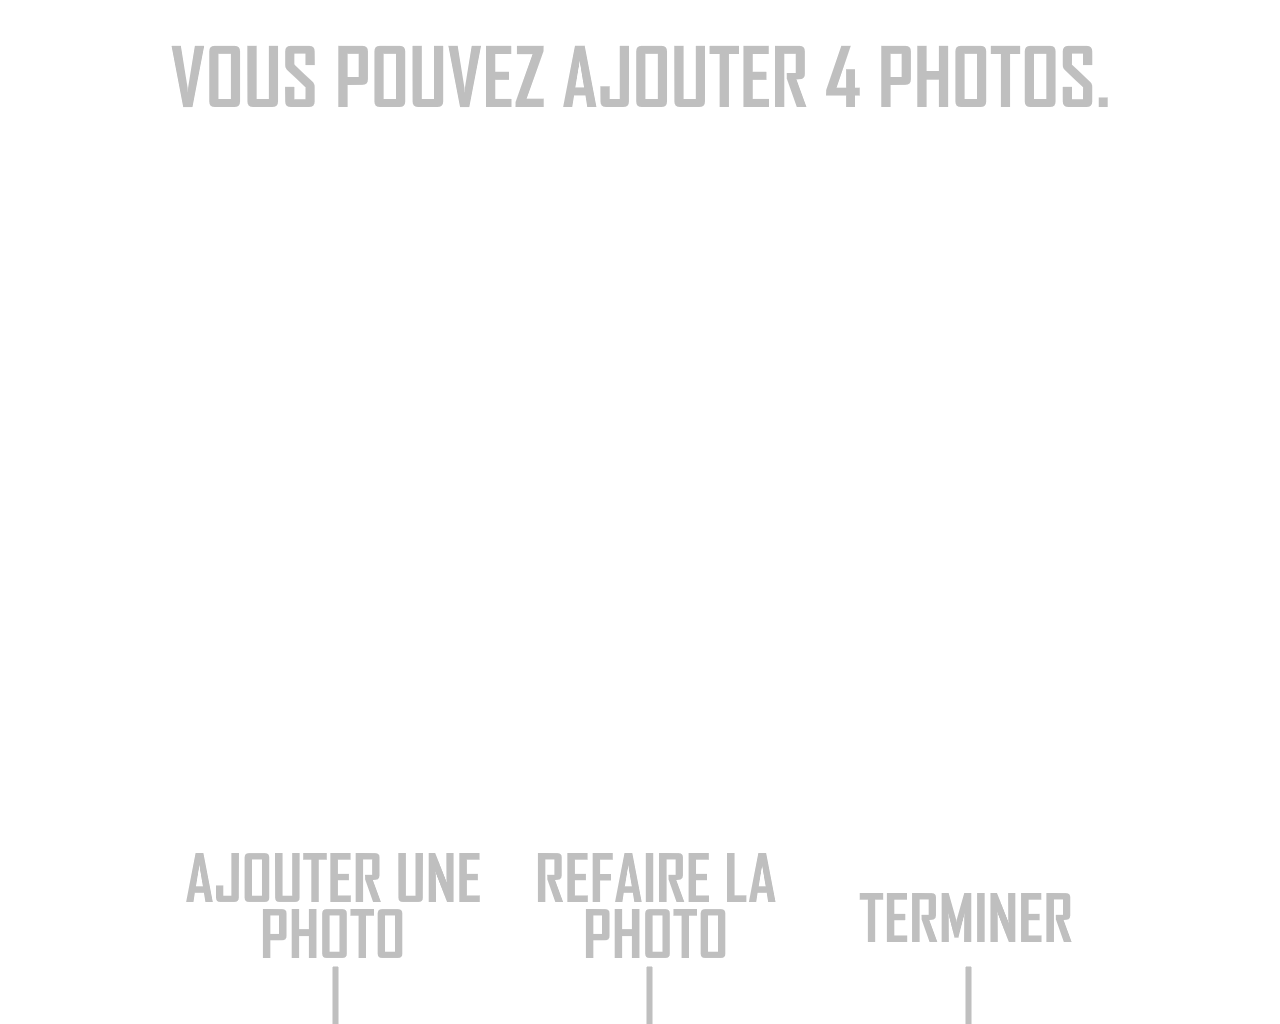 VOUS POUVEZ AJOUTER 4 PHOTOS.
AJOUTER UNE
PHOTO
REFAIRE LA
PHOTO
TERMINER